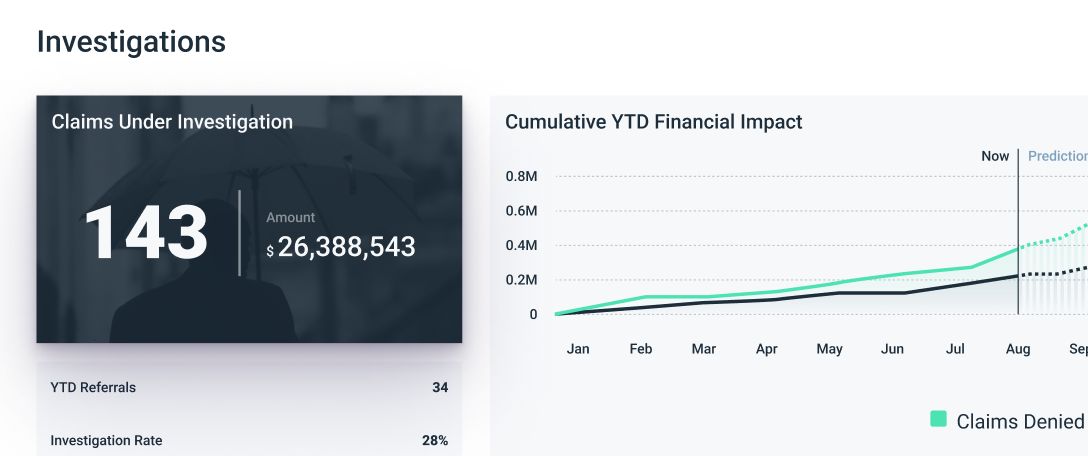 Investigations
Claims Under Investigation
143
Amount
$ 26,388,543
YTD Referrals 34
Investigation Rate 28%
Cumulative YTD Financial Impact
Now
0.8M
0.6M
0.4M
0.2M
0
Jan Feb Mar Apr May Jun Jul Aug
Claims Denied